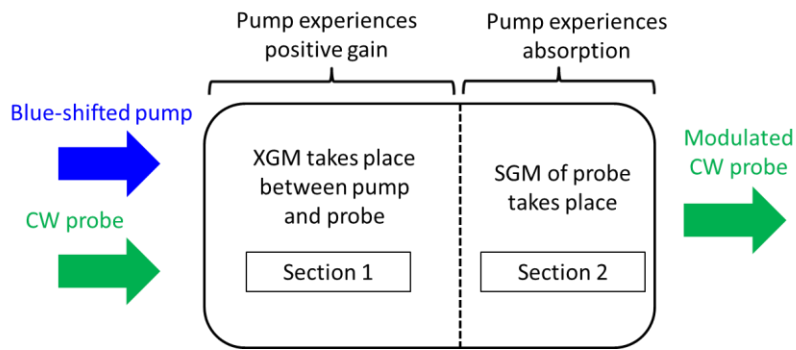 Pump experiences
positive gain
Pump experiences
absorption
Blue-shifted pump
CW probe
XGM takes place
between pump
and probe
Section 1
SGM of probe
takes place
Section 2
Modulated
CW probe